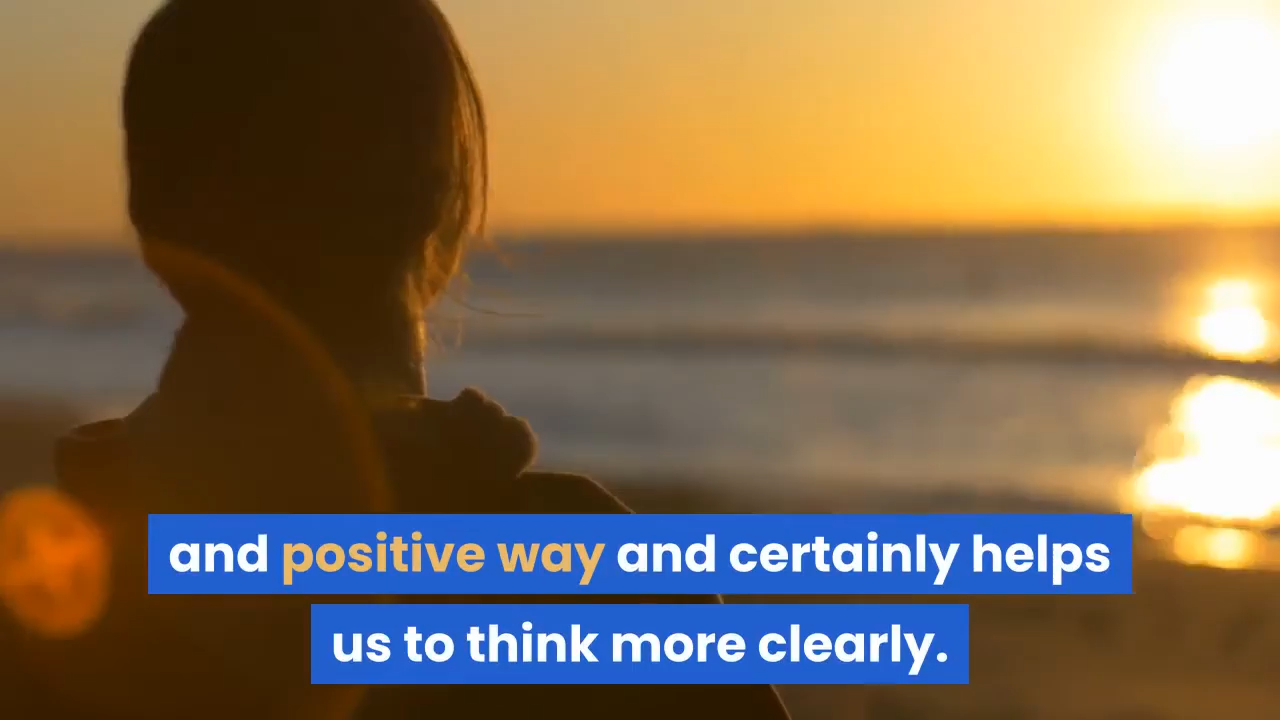 and positive way and certainly helps
us to think more clearly.